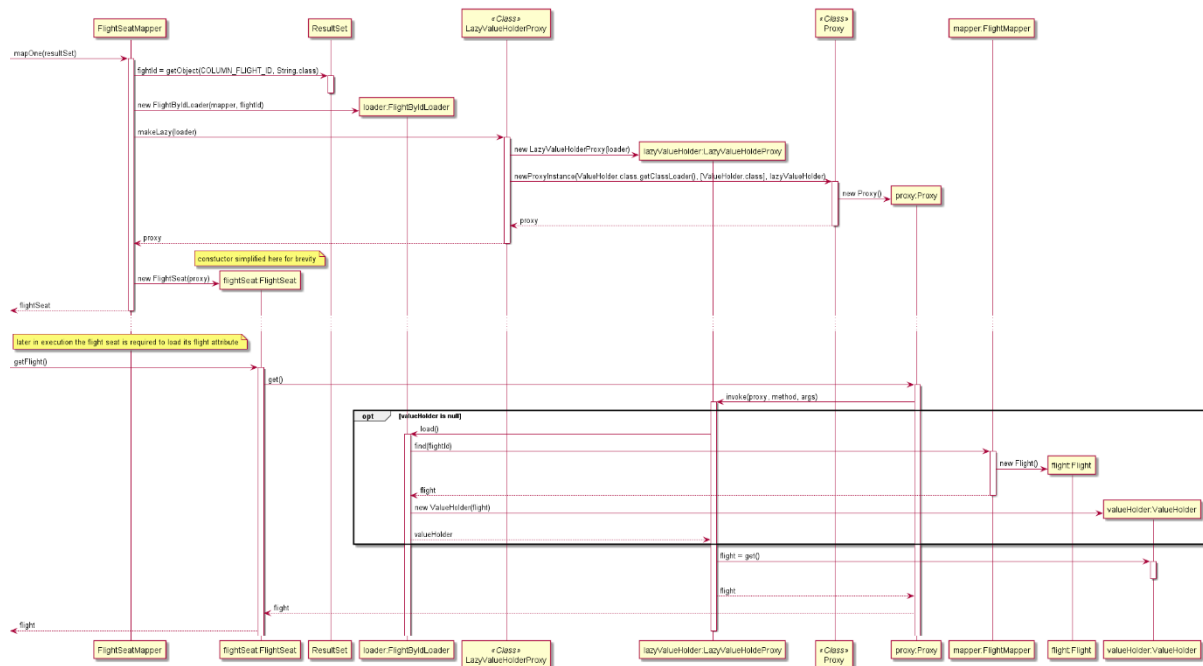 «Class»
«Class»
FlightSeatMapper
ResultSet
LazyValueHolderProxy
Proxy
mapper:FlightMapper
mapOne(resultSet)
fightId = getObject(COLUMN_FLIGHT_ID, String.class)
new FlightByIdLoader(mapper, flightId)
loader:FlightByIdLoader
makeLazy(loader)
new LazyValueHolderProxy(loader)
lazyValueHolder:LazyValueHoldeProxy
newProxyInstance(ValueHolder.class.getClassLoader(), [ValueHolder.class], lazyValueHolder)
new Proxy()
proxy:Proxy
proxy
proxy
constuctor simplified here for brevity
new FlightSeat(proxy)
flightSeat:FlightSeat
flightSeat
later in execution the flight seat is required to load its flight attribute
getFlight()
get()
invoke(proxy, method, args)
opt [valueHolder is null]
load()
find(flightId)
new Flight()
flight:Flight
flight
new ValueHolder(flight)
valueHolder:ValueHolder
valueHolder
flight = get()
flight
flight
flight
FlightSeatMapper
flightSeat:FlightSeat
ResultSet
loader:FlightByIdLoader
«Class»
LazyValueHolderProxy
lazyValueHolder:LazyValueHoldeProxy
«Class»
Proxy
proxy:Proxy
mapper:FlightMapper
flight:Flight
valueHolder:ValueHolder